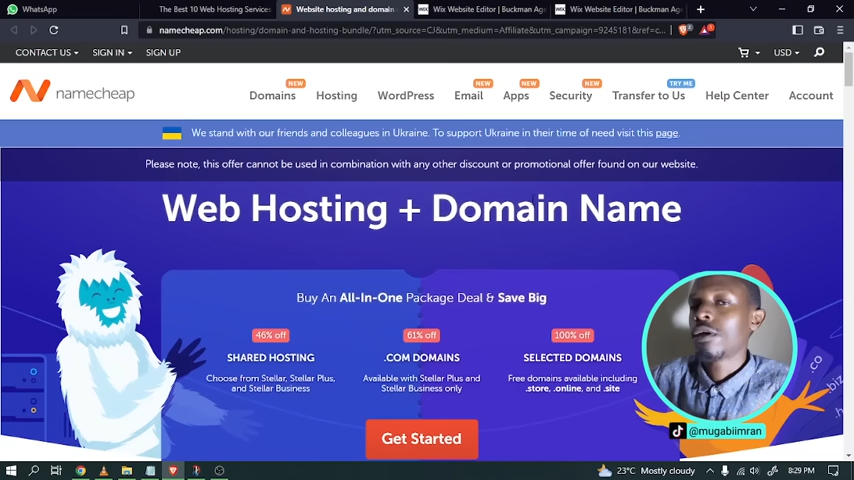 WhatsApp
The Best 10 Web Hosting Services
Website hosting and domain
Wix Website Editor | Buckman Age
Wix Website Editor | Buckman Age
namecheap.com/hosting/domain-and-hosting-bundle/?utm_source=CJ&utm_medium=Affiliate&utm_campaign=9245181&ref=c...
CONTACT US
SIGN IN
SIGN UP
USD
namecheap
NEW
NEW
NEW
NEW
TRY ME
Domains
Hosting
WordPress
Email
Apps
Security
Transfer to Us
Help Center
Account
We stand with our friends and colleagues in Ukraine. To support Ukraine in their time of need visit this page.
Please note, this offer cannot be used in combination with any other discount or promotional offer found on our website.
Web Hosting + Domain Name
Buy An All-In-One Package Deal & Save Big
46% off
61% off
100% off
SHARED HOSTING
.COM DOMAINS
SELECTED DOMAINS
Choose from Stellar, Stellar Plus,
and Stellar Business
Available with Stellar Plus and
Stellar Business only
Free domains available including
.store, .online, and .site
.co
Get Started
@mugabiimran
23°C Mostly cloudy
8:29 PM